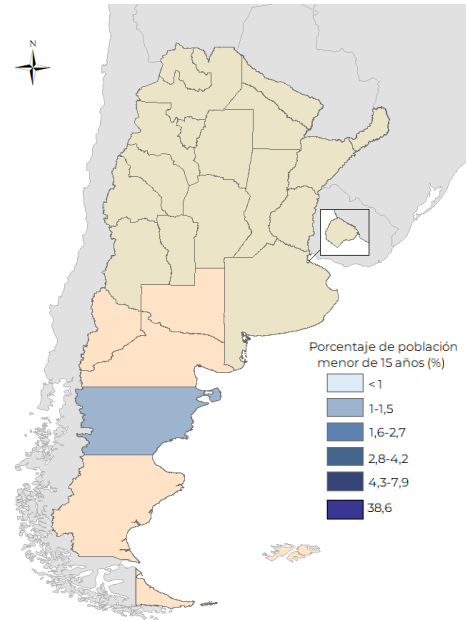 N
Porcentaje de población
menor de 15 años (%)
<1
1-1,5
1,6-2,7
2,8-4,2
4,3-7,9
38,6